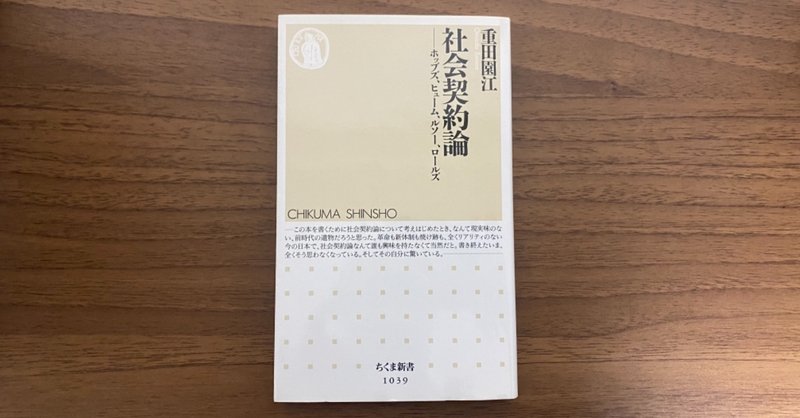 重田園江
社会契約論
──ホッブズ、ヒューム、ルソー、ロールズ
CHIKUMA SHINSHO
──この本を書くために社会契約論について考えはじめたとき、なんて現実味のな
い、前時代の遺物だろうと思った。革命も新体制も焼け跡も、全くリアリティのない
今の日本で、社会契約論なんて誰も興味を持たなくて当然だと。書き終えたいま、
全くそう思わなくなっている。そしてその自分に驚いている。──
ちくま新書
1039